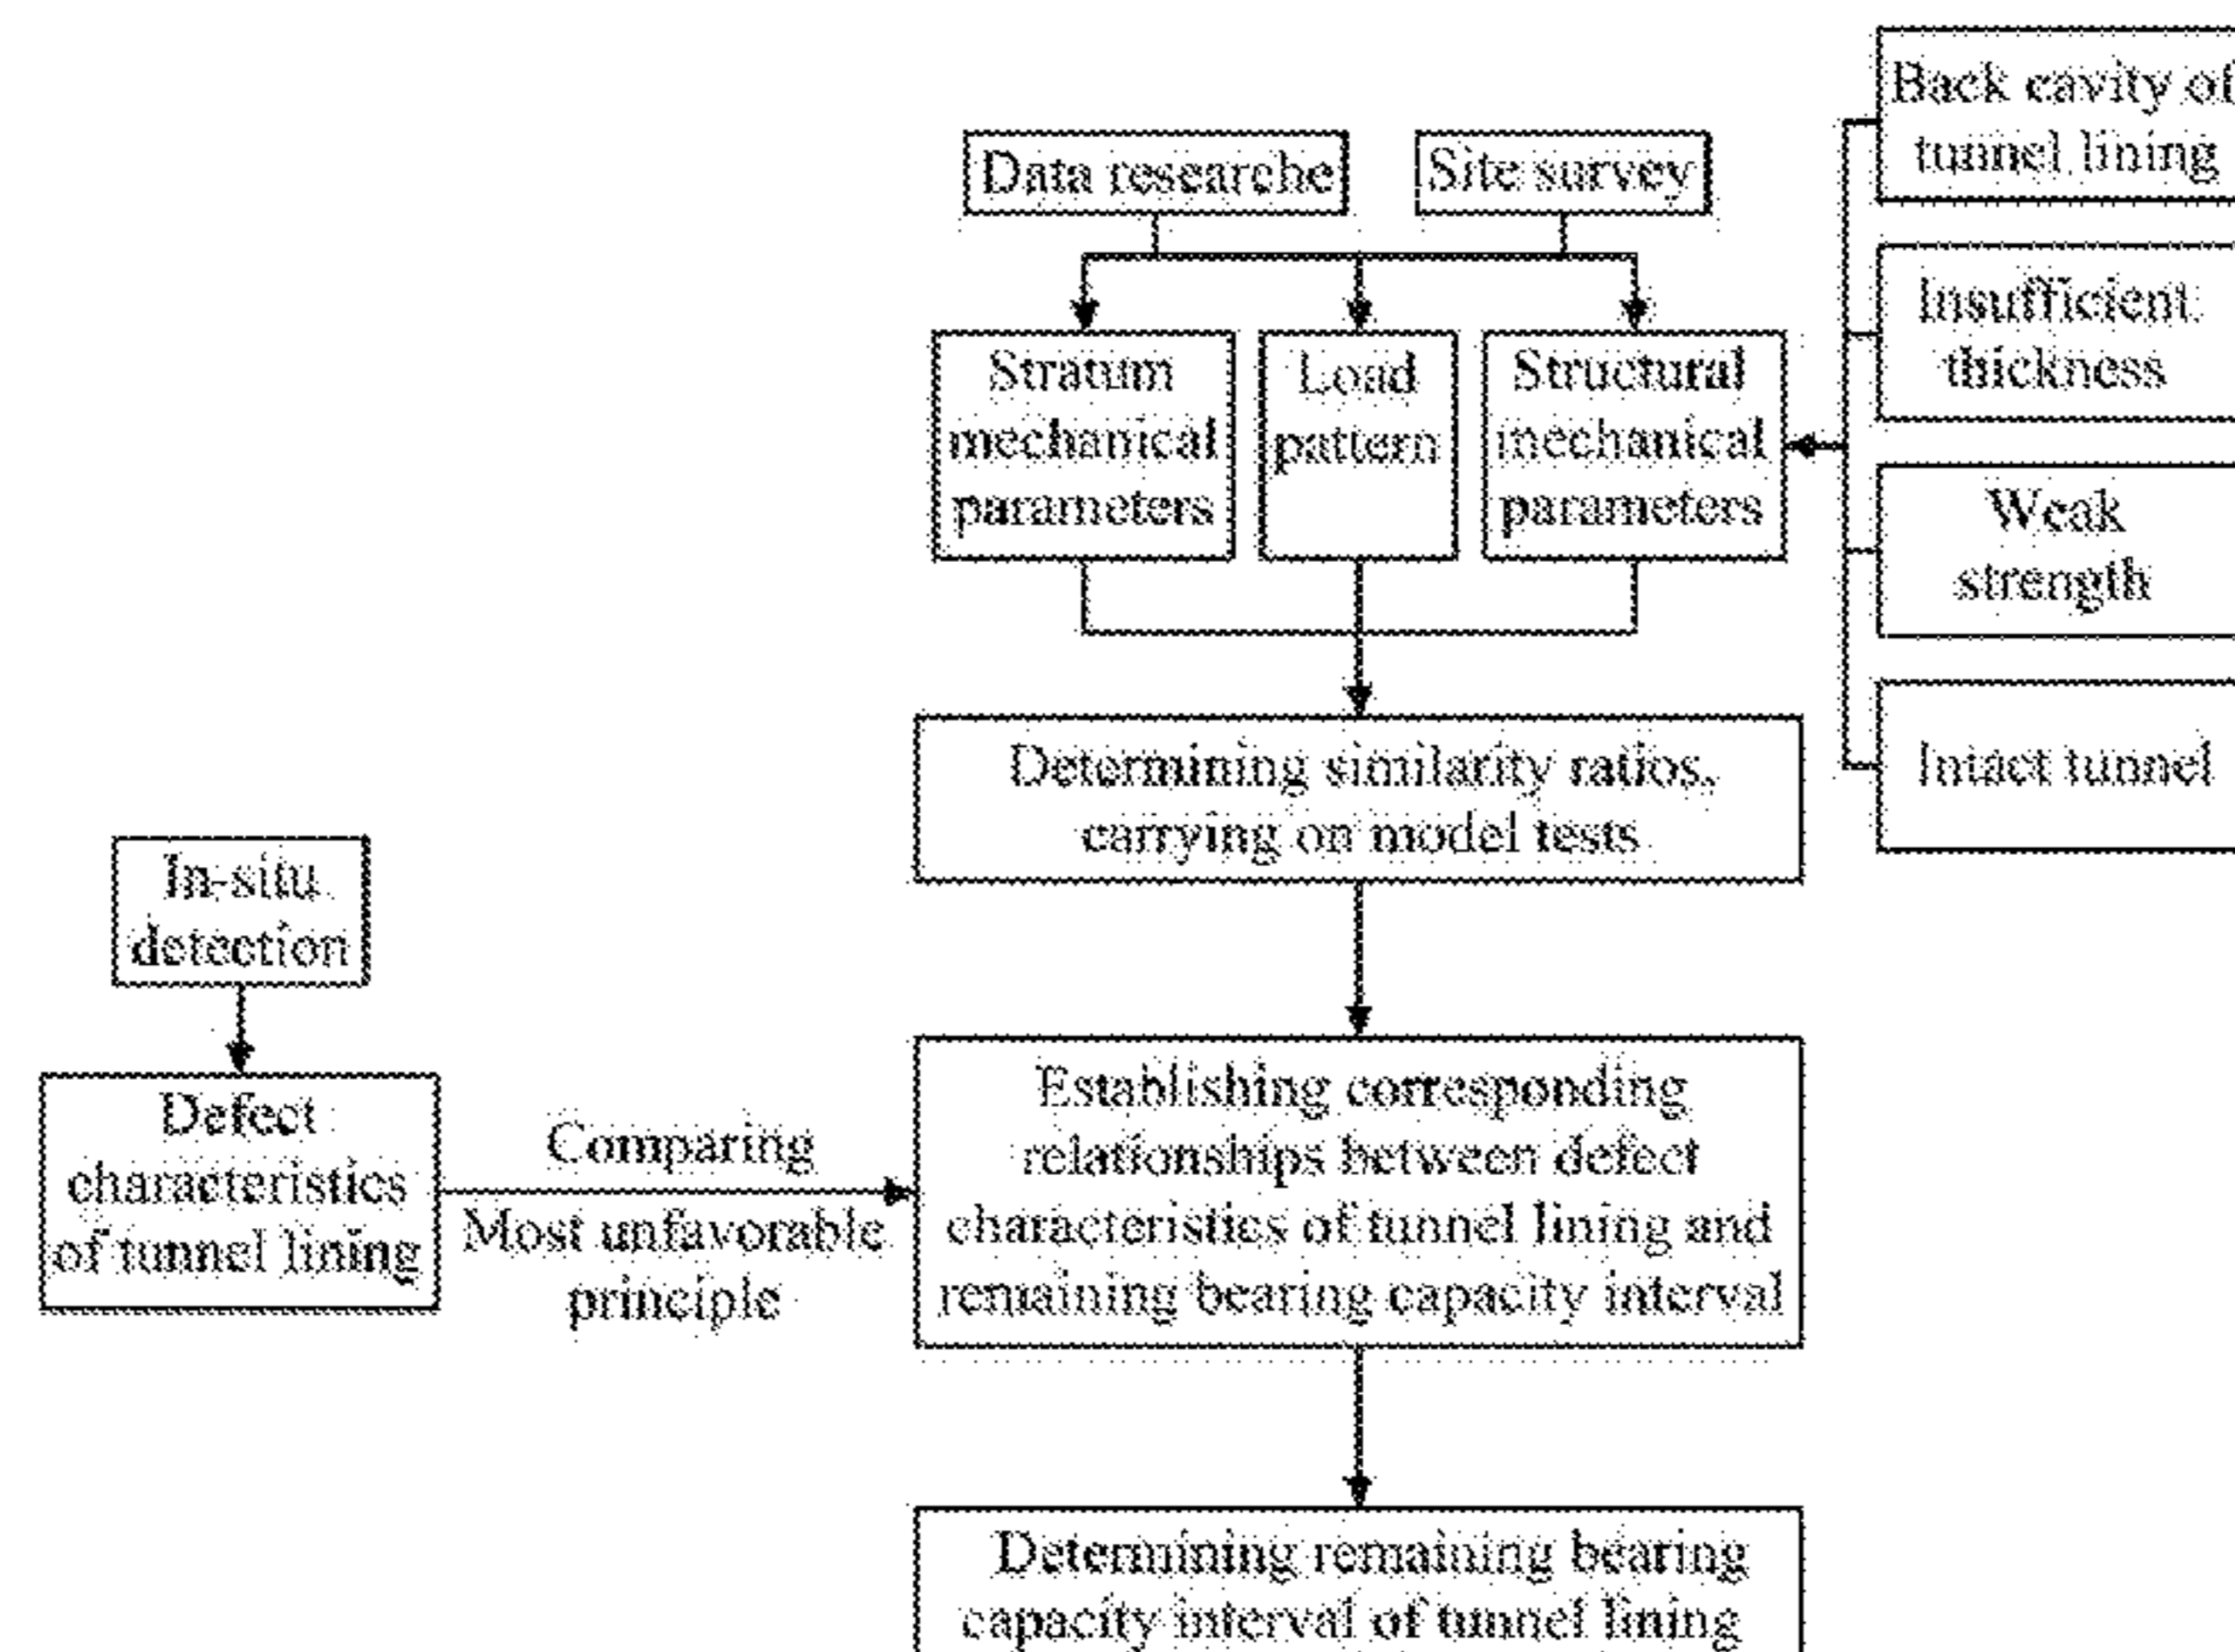 Back cavity of
tunnel lining
Data researche
Site survey
Insufficient
thickness
Stratum
mechanical
parameters
Load
pattern
Structural
mechanical
parameters
Weak
strength
Determining similarity ratios,
carrying on model tests
Intact tunnel
In-situ
detection
Defect
characteristics
of tunnel lining
Comparing
Most unfavorable
principle
Establishing corresponding
relationships between defect
characteristics of tunnel lining and
remaining bearing capacity interval
Determining remaining bearing
capacity interval of tunnel lining